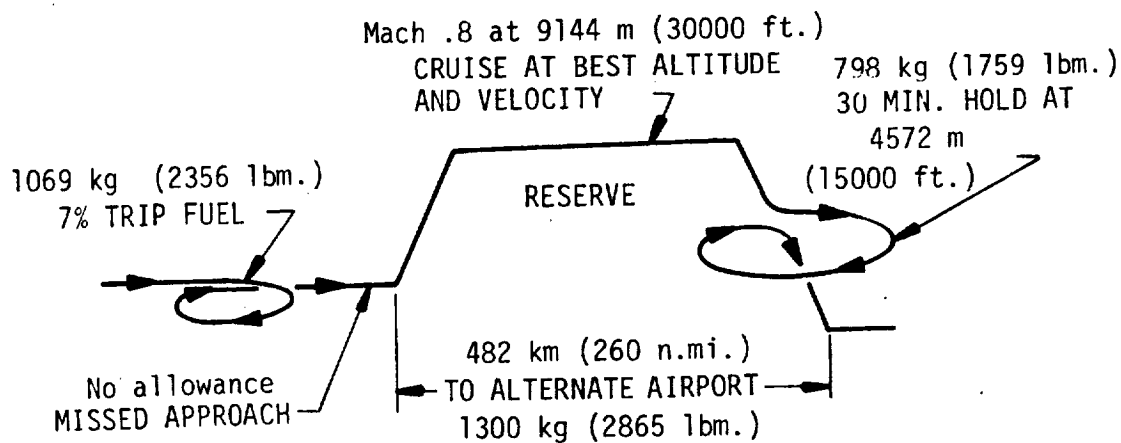 Mach .8 at 9144 m (30000 ft.)
CRUISE AT BEST ALTITUDE
AND VELOCITY
798 kg (1759 lbm.)
30 MIN. HOLD AT
4572 m
(15000 ft.)
1069 kg (2356 lbm.)
7% TRIP FUEL
RESERVE
No allowance
MISSED APPROACH
482 km (260 n.mi.)
TO ALTERNATE AIRPORT
1300 kg (2865 lbm.)